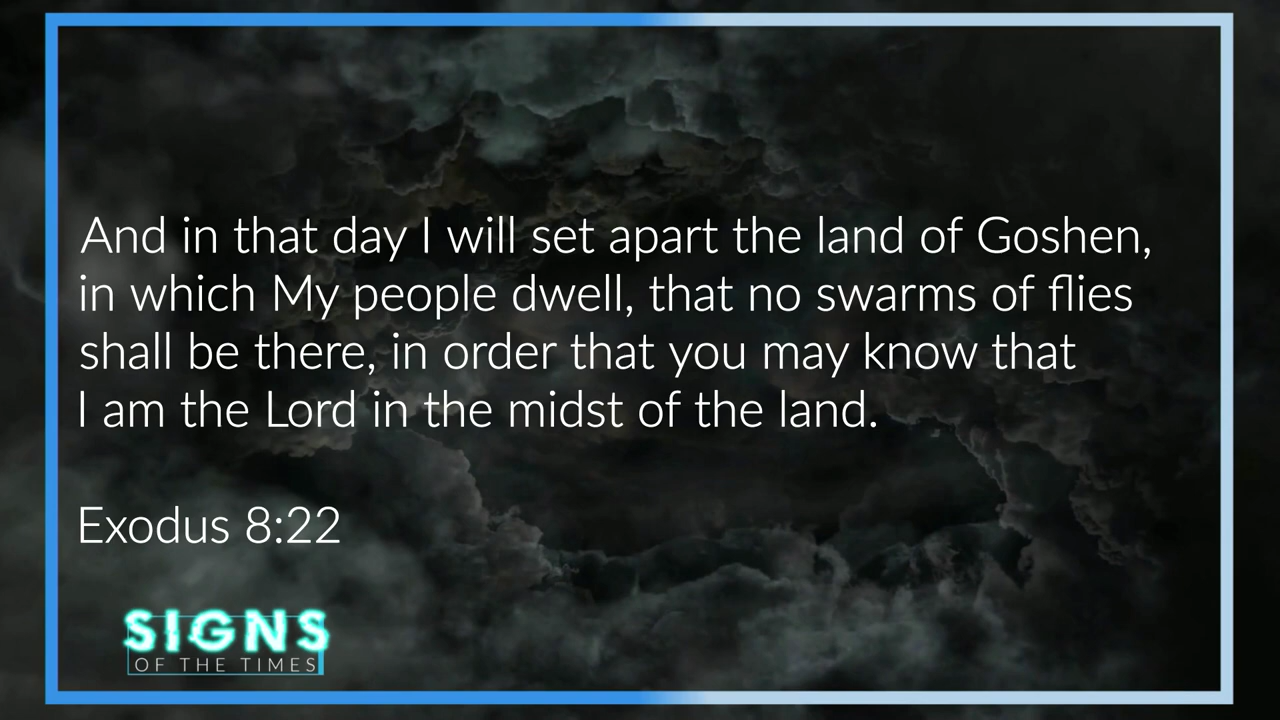 And in that day I will set apart the land of Goshen,
in which My people dwell, that no swarms of flies
shall be there, in order that you may know that
I am the Lord in the midst of the land.
Exodus 8:22
SIGNS
OF THE TIMES